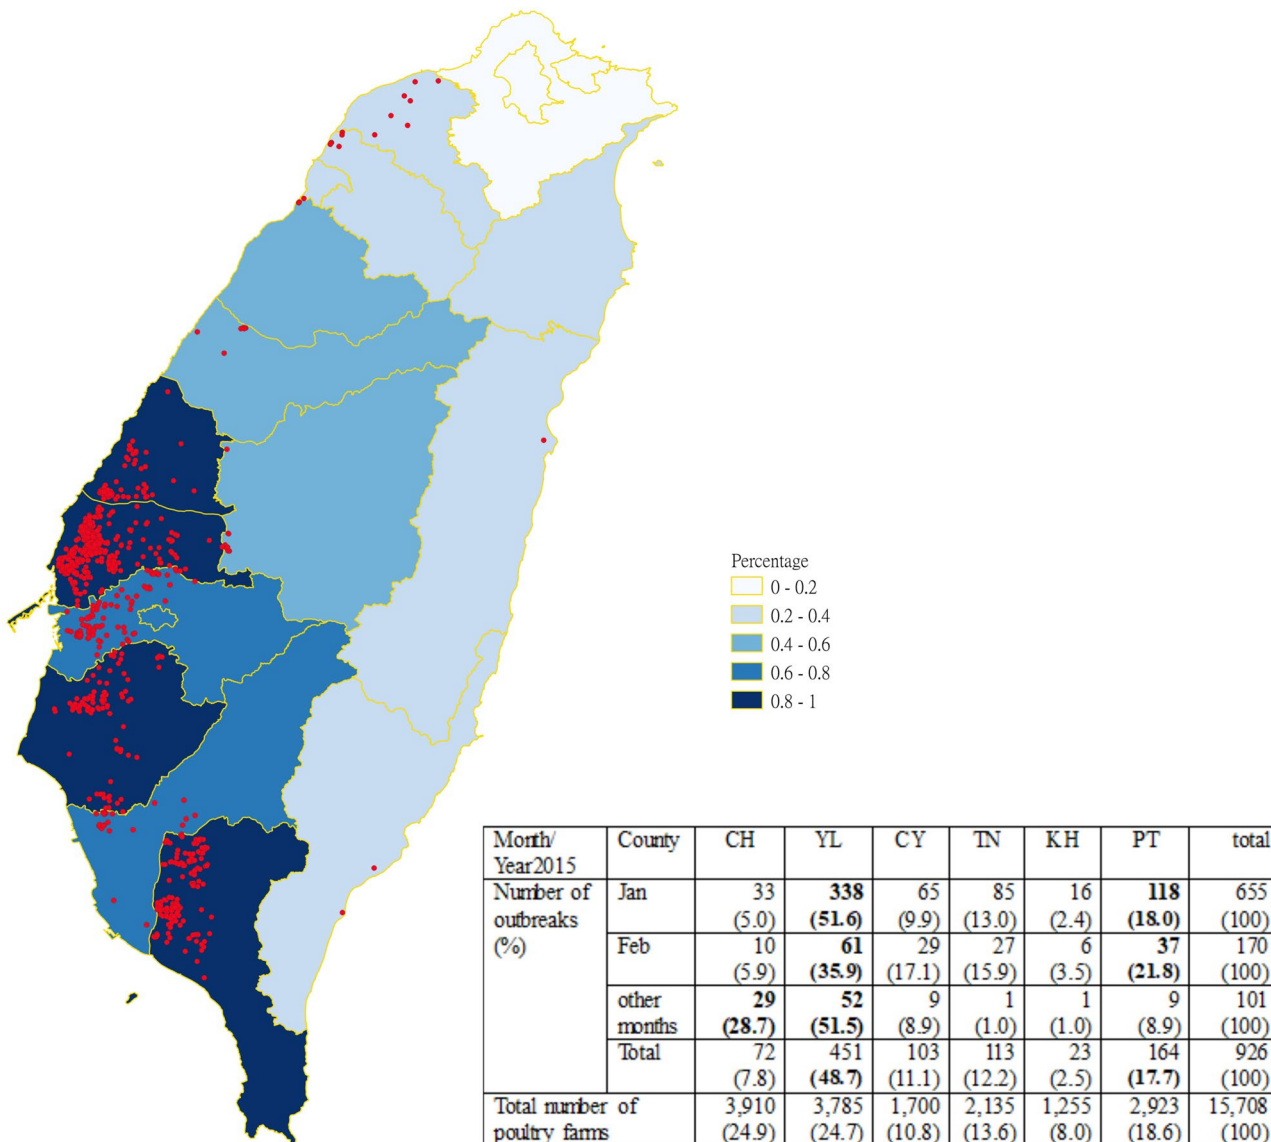 Percentage
0 - 0.2
0.2 - 0.4
0.4 - 0.6
0.6 - 0.8
0.8 - 1
Month/ County CH YL CY TN KH PT total
Year2015
Number of Jan 33 338 65 85 16 118 655
outbreaks (5.0) (51.6) (9.9) (13.0) (2.4) (18.0) (100)
(%) Feb 10 61 29 27 6 37 170
(5.9) (35.9) (17.1) (15.9) (3.5) (21.8) (100)
other 29 52 9 1 1 9 101
months (28.7) (51.5) (8.9) (1.0) (1.0) (8.9) (100)
Total 72 451 103 113 23 164 926
(7.8) (48.7) (11.1) (12.2) (2.5) (17.7) (100)
Total number of 3,910 3,785 1,700 2,135 1,255 2,923 15,708
poultry farms (24.9) (24.7) (10.8) (13.6) (8.0) (18.6) (100)